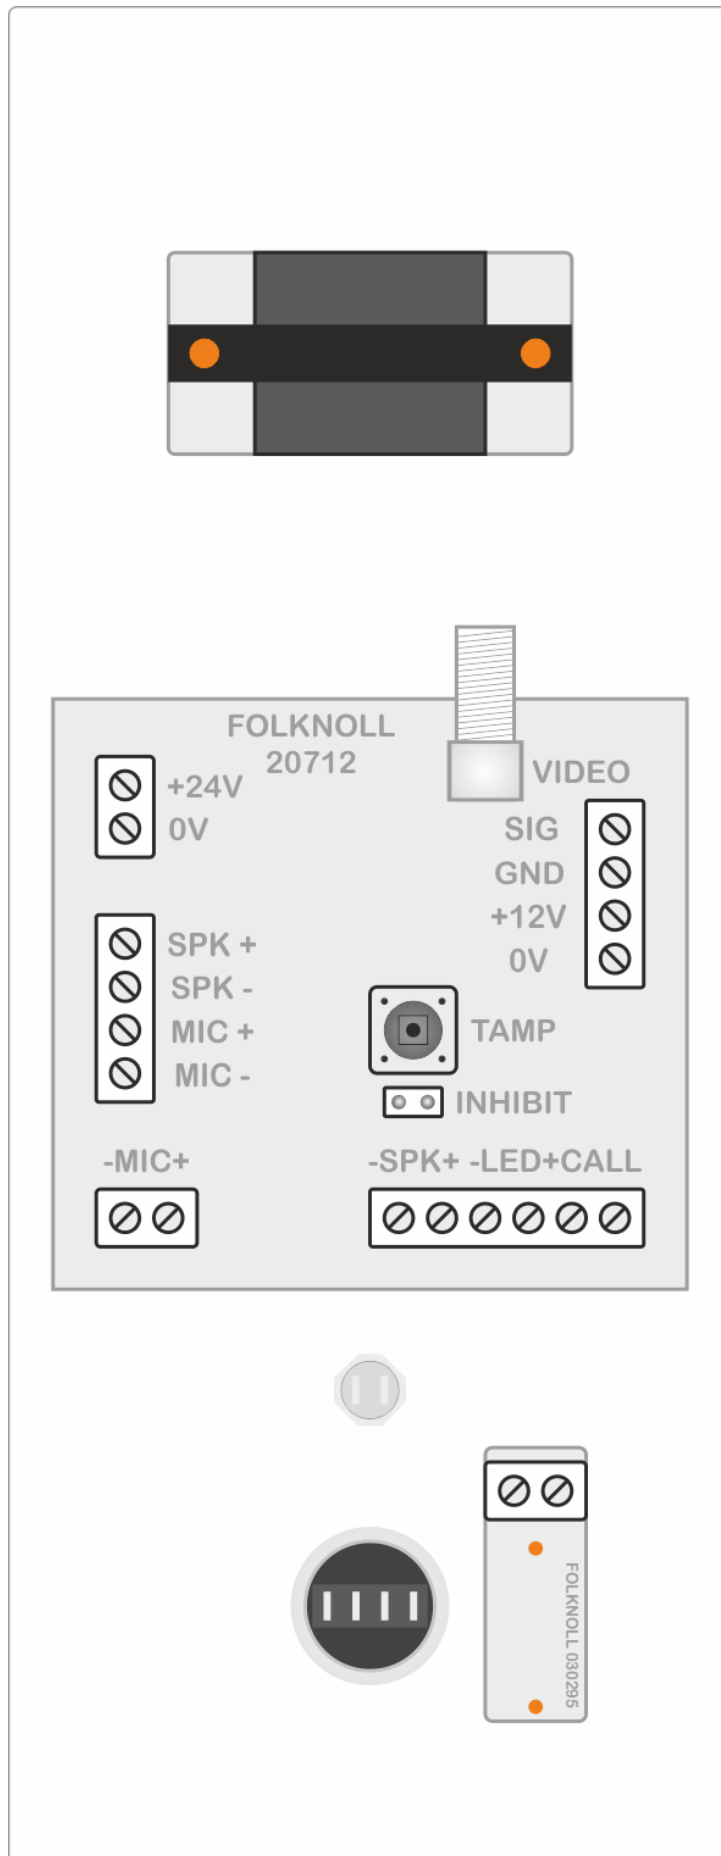 FOLKNOLL
20712
VIDEO
+24V
0V
SIG
GND
+12V
0V
SPK +
SPK -
MIC +
MIC -
TAMP
INHIBIT
-MIC+
-SPK+ -LED+CALL
FOLKNOLL 030295